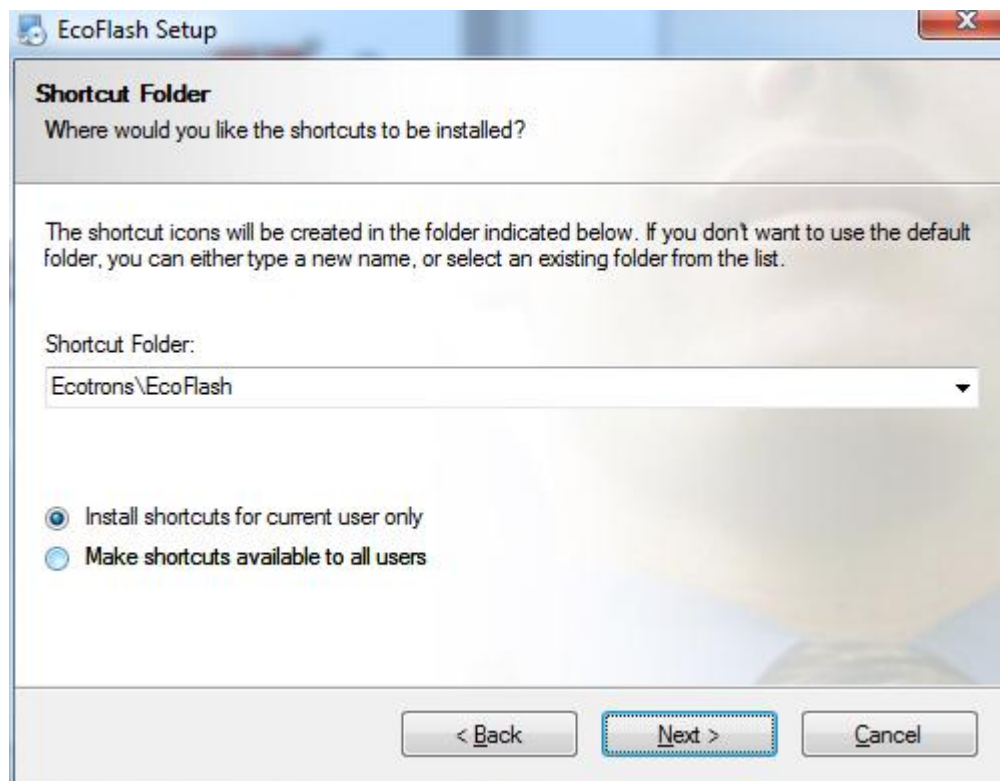 EcoFlash Setup
Shortcut Folder
Where would you like the shortcuts to be installed?
The shortcut icons will be created in the folder indicated below. If you don't want to use the default
folder, you can either type a new name, or select an existing folder from the list.
Shortcut Folder:
Ecotrons\EcoFlash
Install shortcuts for current user only
Make shortcuts available to all users
< Back
Next >
Cancel